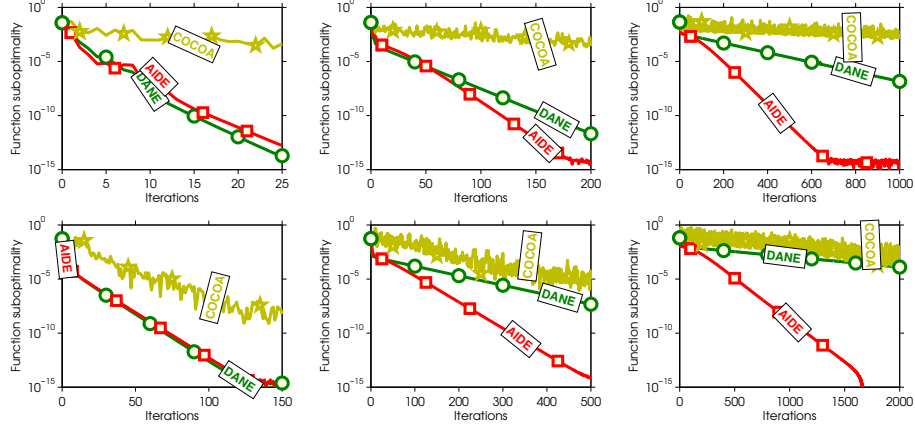 10^0
10^−5
10^−10
10^−15
Function suboptimality
COCOA
AIDE
DANE
0 5 10 15 20 25
Iterations
10^0
10^−5
10^−10
10^−15
Function suboptimality
COCOA
DANE
AIDE
0 50 100 150 200
Iterations
10^0
10^−5
10^−10
10^−15
Function suboptimality
COCOA
DANE
AIDE
0 200 400 600 800 1000
Iterations
10^0
10^−5
10^−10
10^−15
Function suboptimality
AIDE
COCOA
DANE
0 50 100 150
Iterations
10^0
10^−5
10^−10
10^−15
Function suboptimality
COCOA
DANE
AIDE
0 100 200 300 400 500
Iterations
10^0
10^−5
10^−10
10^−15
Function suboptimality
COCOA
DANE
AIDE
0 500 1000 1500 2000
Iterations